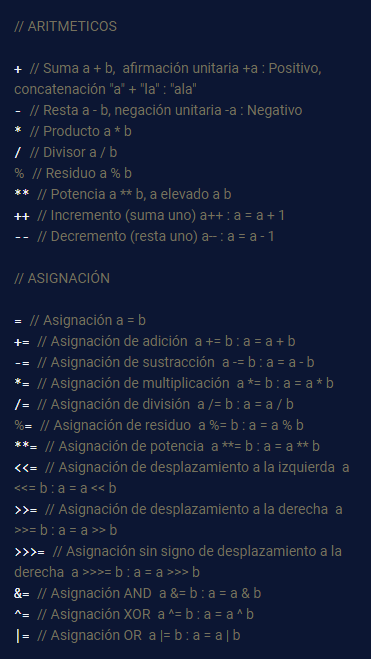 // ARITMETICOS
+ // Suma a + b,  afirmación unitaria +a : Positivo,
concatenación "a" + "la" : "ala"
- // Resta a - b, negación unitaria -a : Negativo
* // Producto a * b
/ // Divisor a / b
% // Residuo a % b
** // Potencia a ** b, a elevado a b
++ // Incremento (suma uno) a++ : a = a + 1
-- // Decremento (resta uno) a-- : a = a - 1
// ASIGNACIÓN
= // Asignación a = b
+= // Asignación de adición  a += b : a = a + b
-= // Asignación de sustracción  a -= b : a = a - b
*= // Asignación de multiplicación  a *= b : a = a * b
/= // Asignación de división  a /= b : a = a / b
%= // Asignación de residuo  a %= b : a = a % b
**= // Asignación de potencia  a **= b : a = a ** b
<<= // Asignación de desplazamiento a la izquierda  a
<<= b : a = a << b
>>= // Asignación de desplazamiento a la derecha  a
>>= b : a = a >> b
>>>= // Asignación sin signo de desplazamiento a la
derecha  a >>>= b : a = a >>> b
&= // Asignación AND  a &= b : a = a & b
^= // Asignación XOR  a ^= b : a = a ^ b
|= // Asignación OR  a |= b : a = a | b